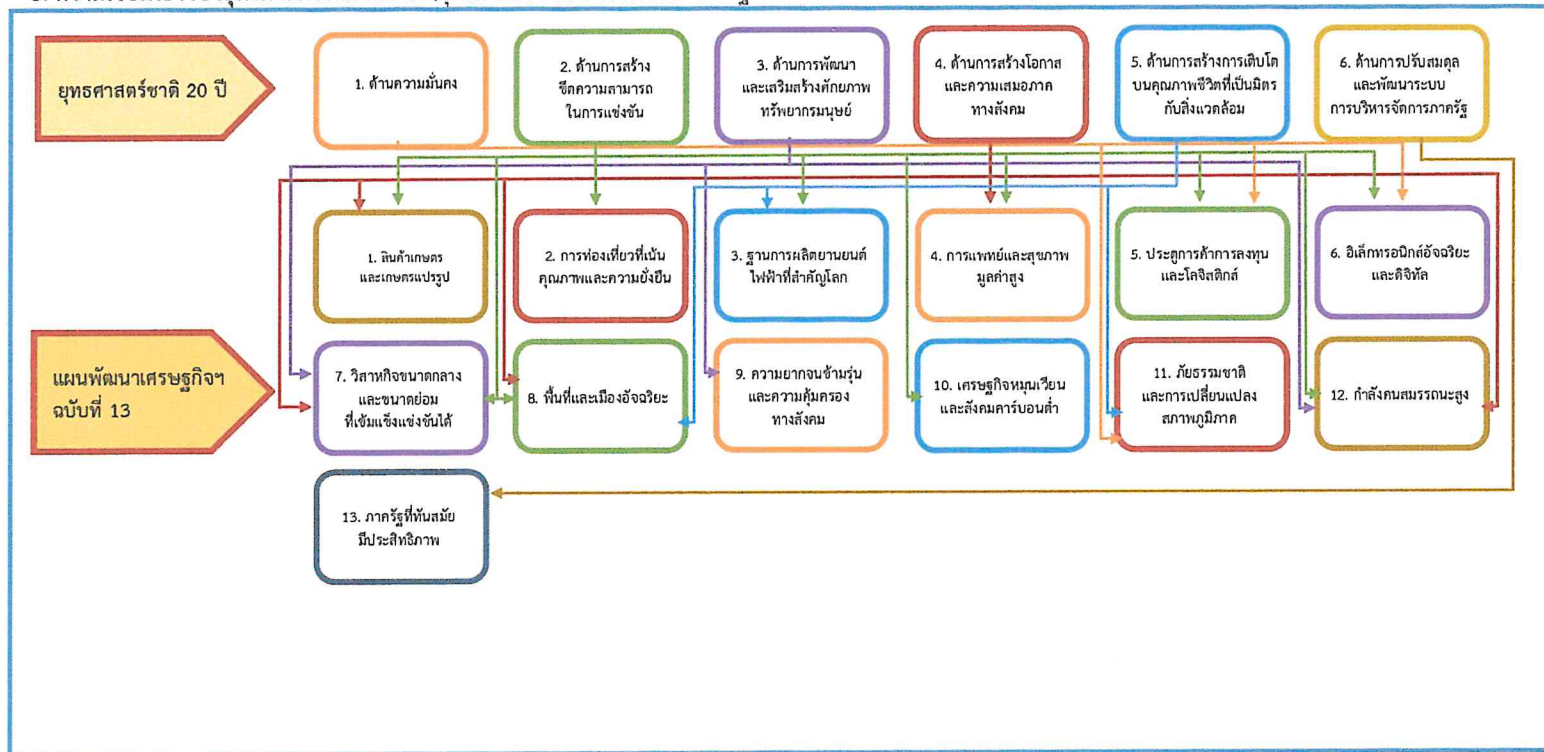 ยุทธศาสตร์ชาติ 20 ปี
1. ด้านความมั่นคง
2. ด้านการสร้าง
ขีดความสามารถ
ในการแข่งขัน
3. ด้านการพัฒนา
และเสริมสร้างศักยภาพ
ทรัพยากรมนุษย์
4. ด้านการสร้างโอกาส
และความเสมอภาค
ทางสังคม
5. ด้านการสร้างการเติบโต
บนคุณภาพชีวิตที่เป็นมิตร
กับสิ่งแวดล้อม
6. ด้านการปรับสมดุล
และพัฒนาระบบ
การบริหารจัดการภาครัฐ
แผนพัฒนาเศรษฐกิจฯ
ฉบับที่ 13
1. สินค้าเกษตร
และเกษตรแปรรูป
2. การท่องเที่ยวที่เน้น
คุณภาพและความยั่งยืน
3. ฐานการผลิตยานยนต์
ไฟฟ้าที่สำคัญโลก
4. การแพทย์และสุขภาพ
มูลค่าสูง
5. ประตูการค้าการลงทุน
และโลจิสติกส์
6. อิเล็กทรอนิกส์อัจฉริยะ
และดิจิทัล
7. วิสาหกิจขนาดกลาง
และขนาดย่อม
ที่เข้มแข็งแข่งขันได้
8. พื้นที่และเมืองอัจฉริยะ
9. ความยากจนข้ามรุ่น
และความคุ้มครอง
ทางสังคม
10. เศรษฐกิจหมุนเวียน
และสังคมคาร์บอนต่ำ
11. ภัยธรรมชาติ
และการเปลี่ยนแปลง
สภาพภูมิภาค
12. กำลังคนสมรรถนะสูง
13. ภาครัฐที่ทันสมัย
มีประสิทธิภาพ